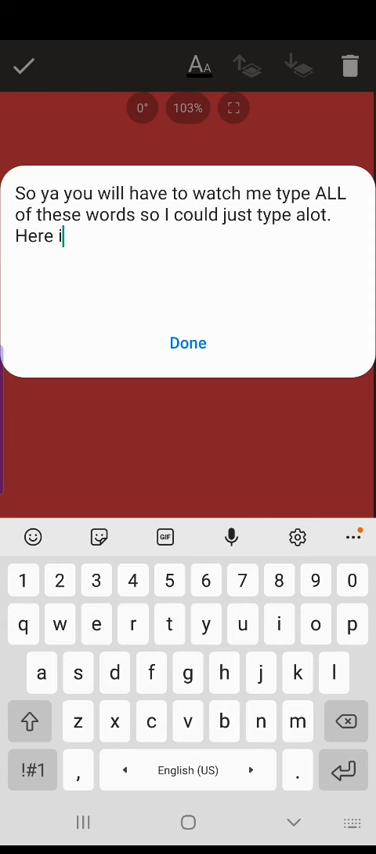 AA
0°
103%
So ya you will have to watch me type ALL
of these words so I could just type alot.
Here i
Done
GIF
1 2 3 4 5 6 7 8 9 0
q w e r t y u i o p
a s d f g h j k l
z x c v b n m
!#1 , English (US) .